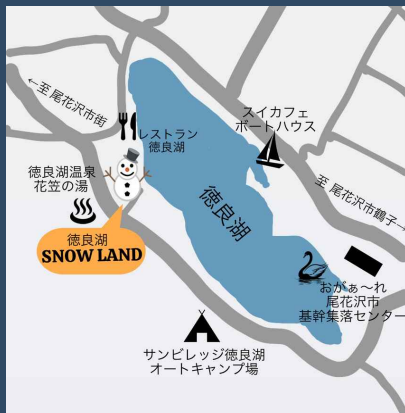 ←至 尾花沢市街
スイカフェ
ボートハウス
レストラン
徳良湖
徳良湖温泉
花笠の湯
徳良湖
至 尾花沢市鶴子→
徳良湖
SNOW LAND
おがぁ〜れ
尾花沢市
基幹集落センター
サンビレッジ徳良湖
オートキャンプ場